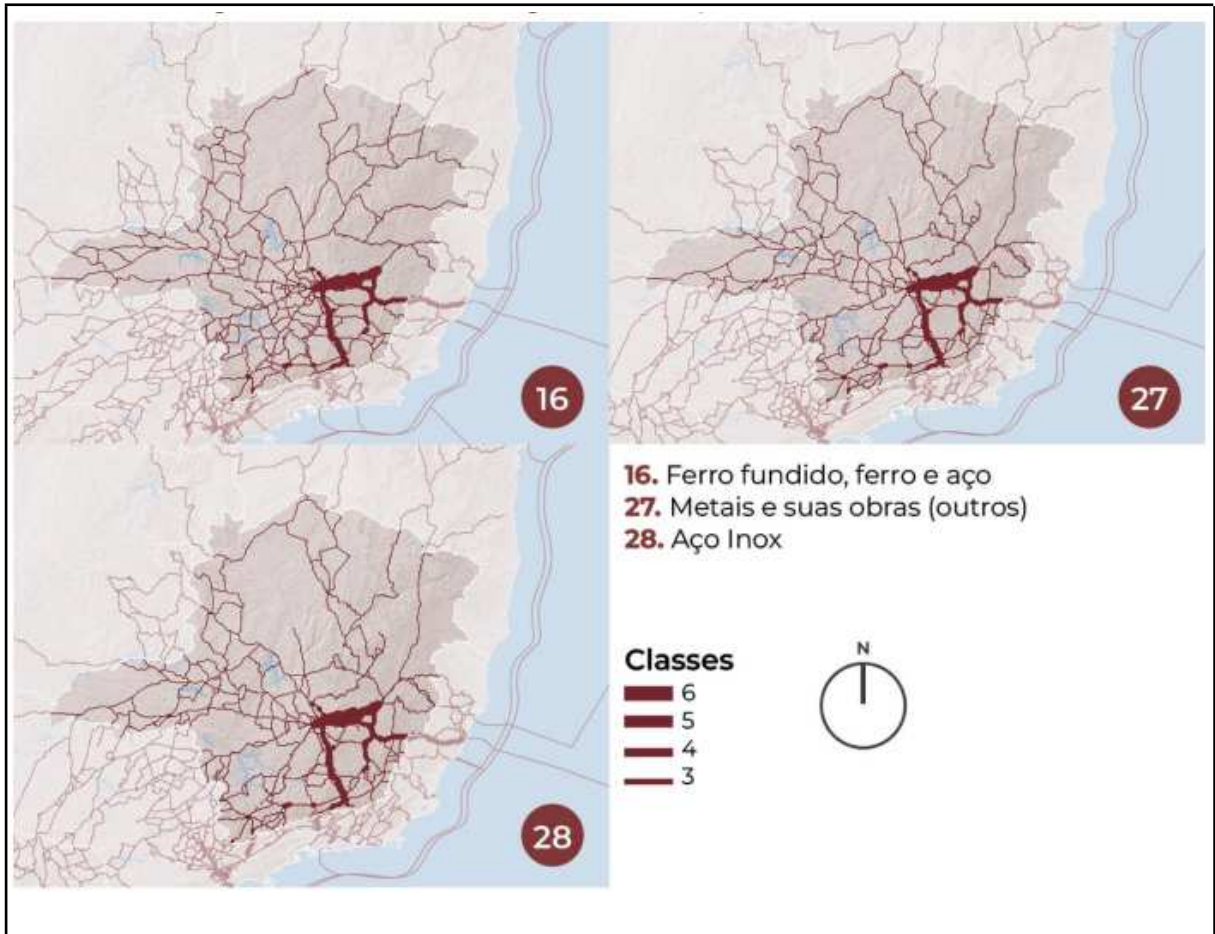 16
27
16. Ferro fundido, ferro e aço
27. Metais e suas obras (outros)
28. Aço Inox
Classes
6
5
4
3
N
28